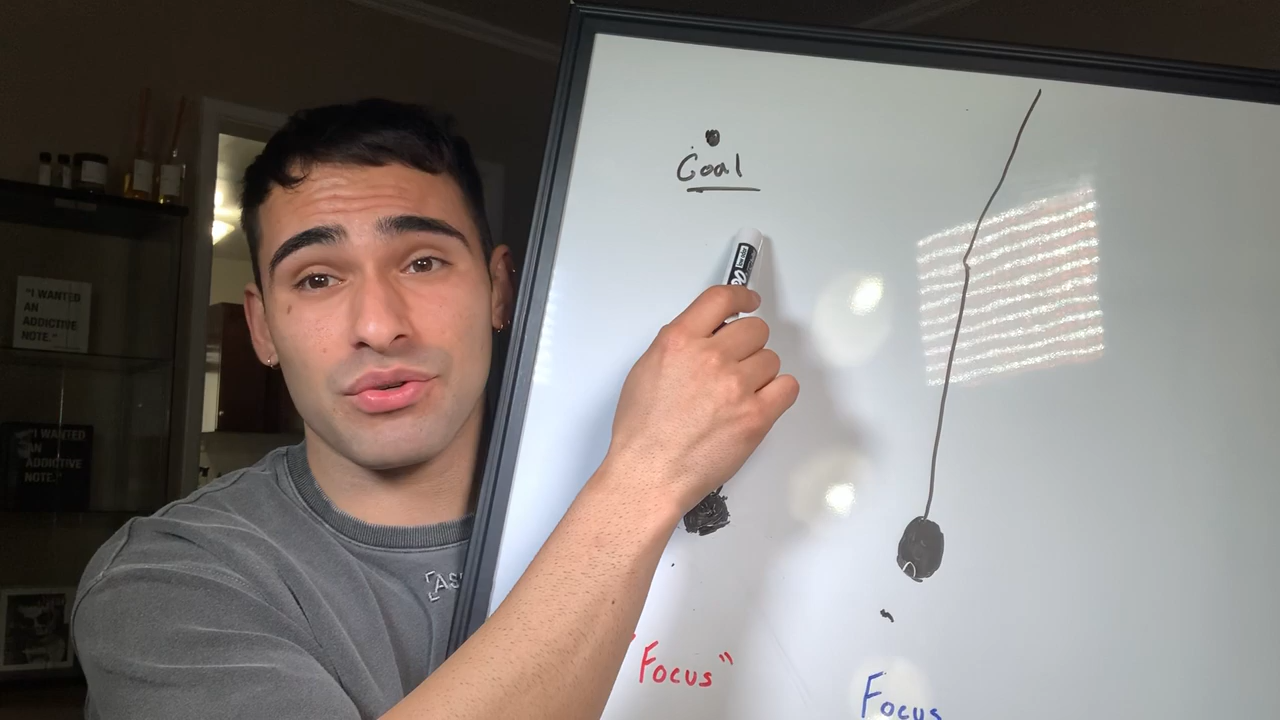 Goal
"I WANTED
AN
ADDICTIVE
NOTE."
"I WANTED
AN
ADDICTIVE
NOTE."
Focus"
Focus